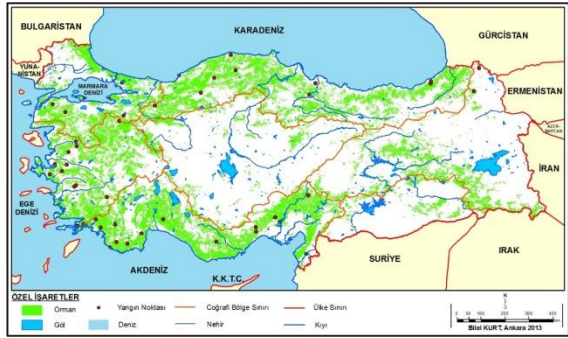 BULGARİSTAN
KARADENİZ
GÜRCİSTAN
YUNA-
NİSTAN
MARMARA
DENİZİ
ERMENİSTAN
İRAN
EGE
DENİZİ
AKDENİZ
K.K.T.C.
SURİYE
IRAK
ÖZEL İŞARETLER
Orman
Yangın Noktası
Coğrafi Bölge Sınırı
Ülke Sınırı
Göl
Deniz
Nehir
Kıyı
K
Bilal KURT, Ankara 2013